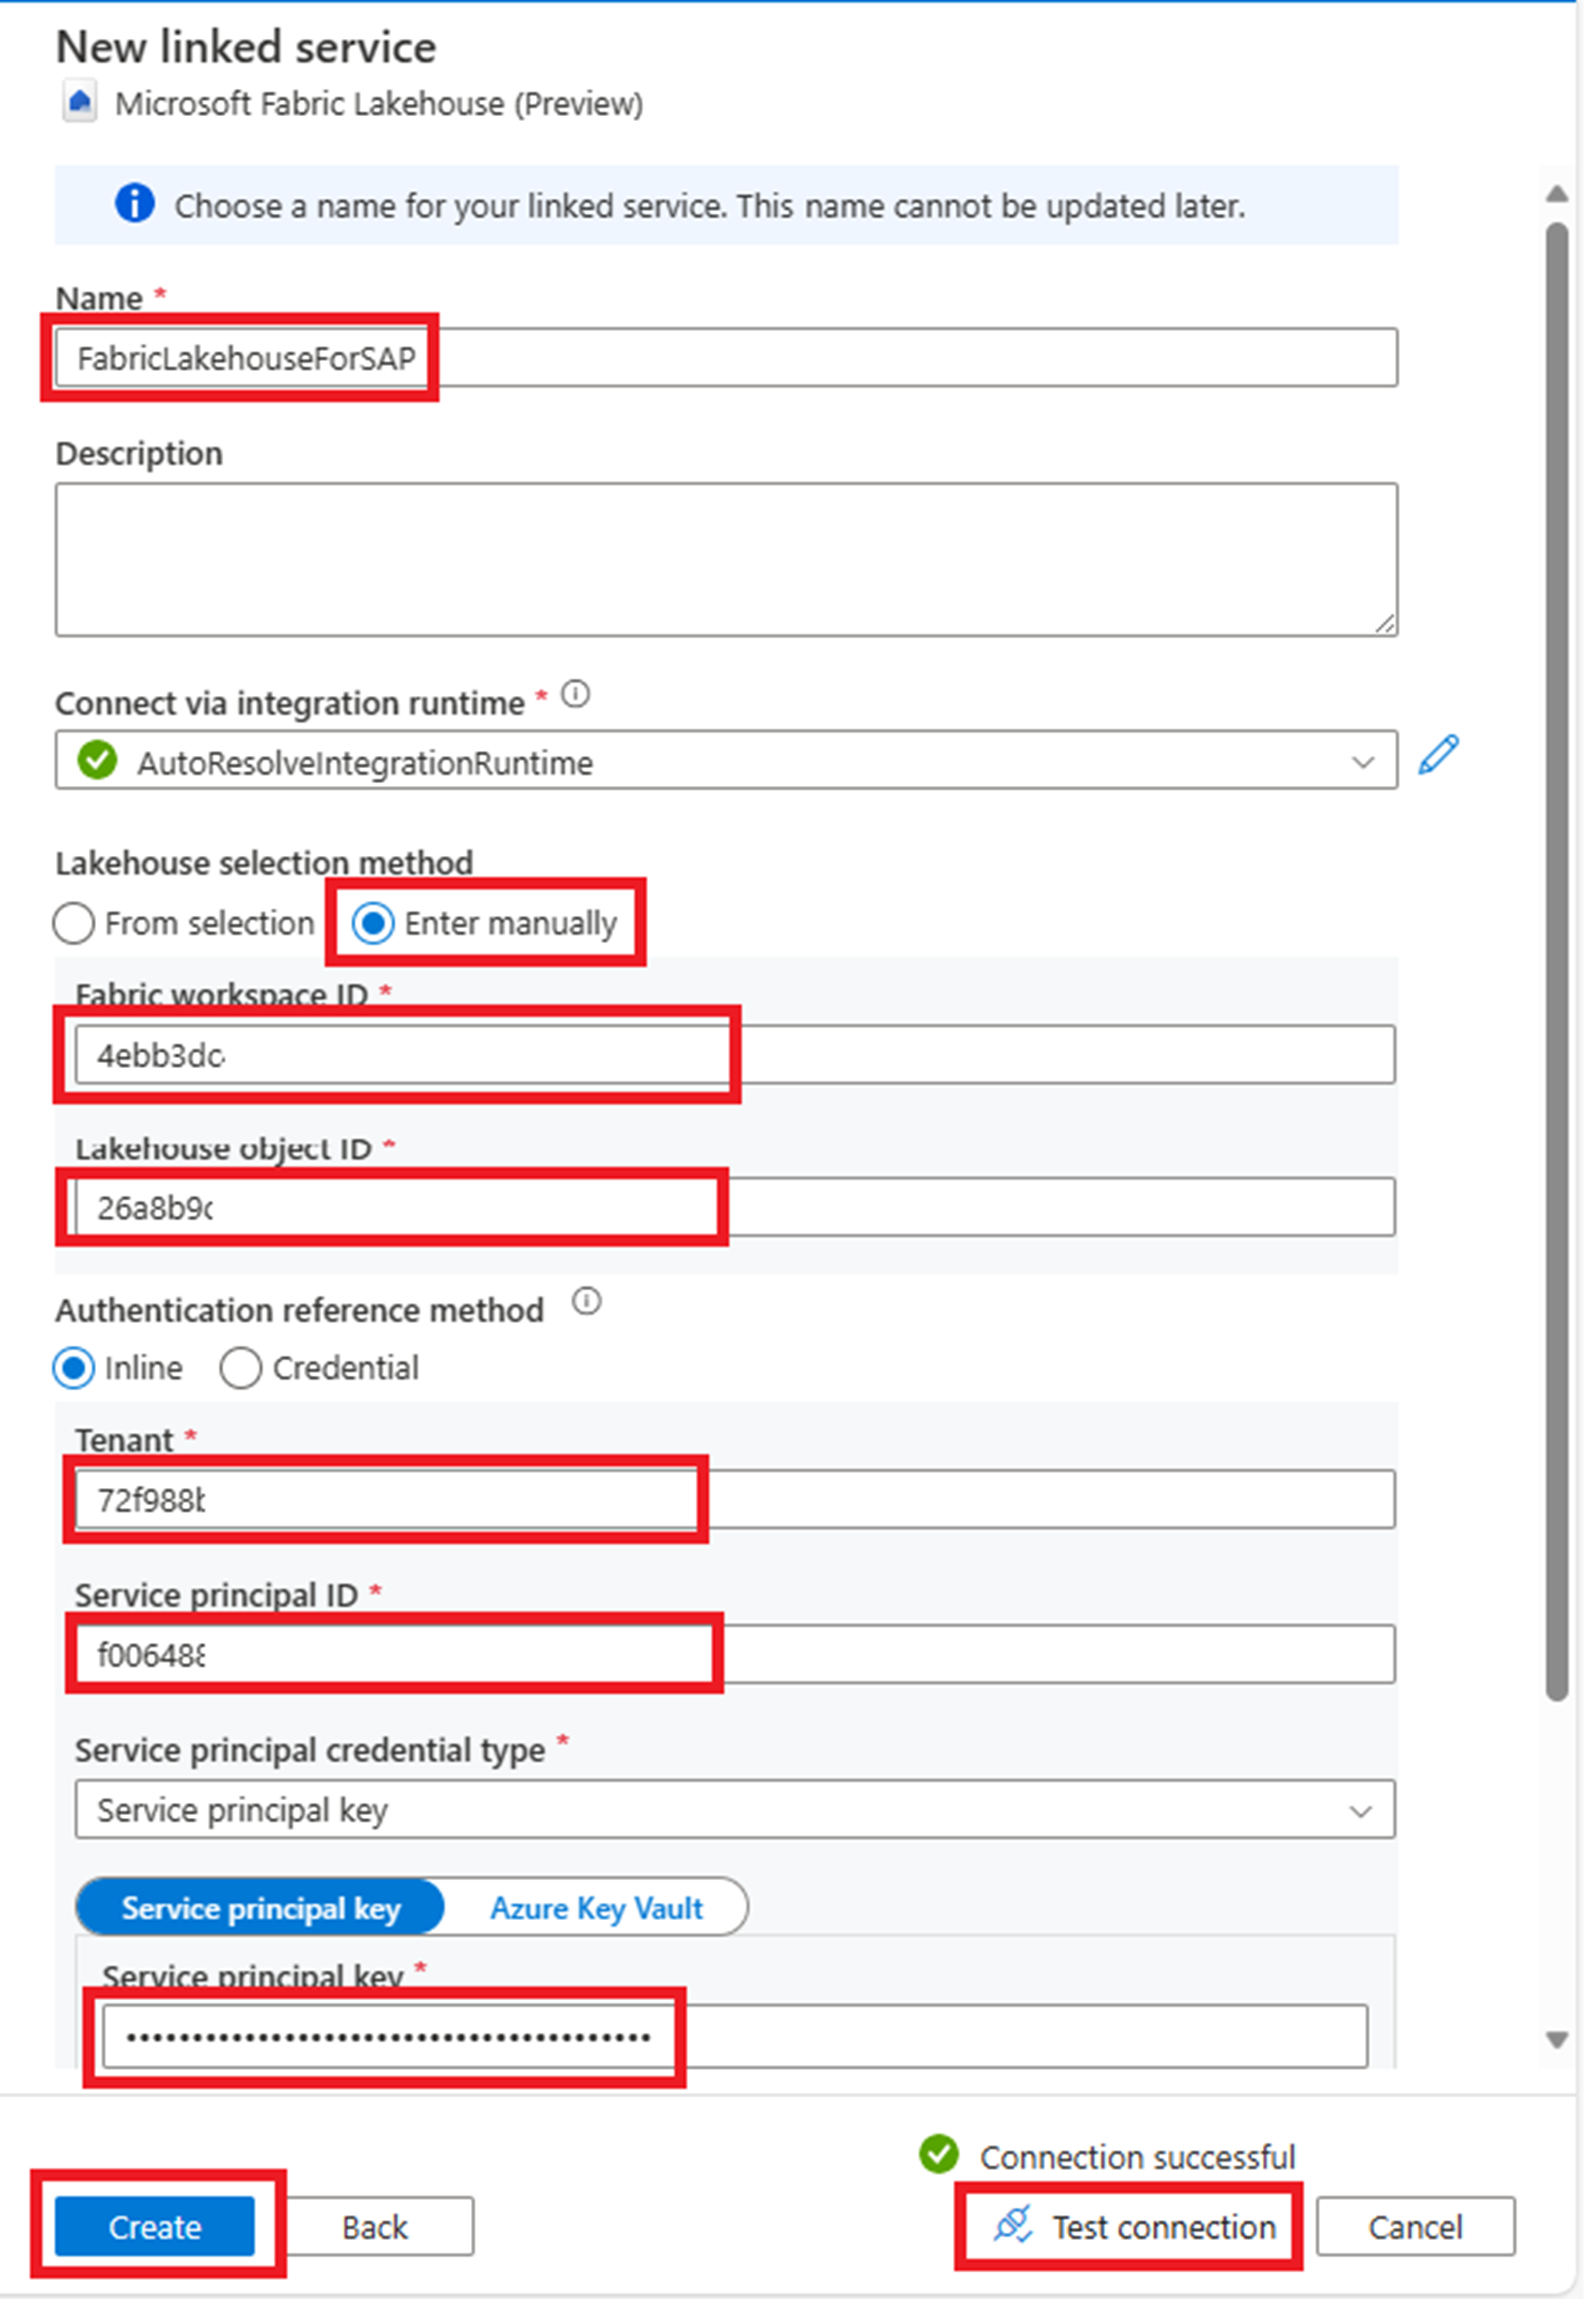 New linked service
Microsoft Fabric Lakehouse (Preview)
Choose a name for your linked service. This name cannot be updated later.
Name *
FabricLakehouseForSAP
Description
Connect via integration runtime *
AutoResolveIntegrationRuntime
Lakehouse selection method
From selection Enter manually
Fabric workspace ID *
4ebb3dc
Lakehouse object ID *
26a8b9c
Authentication reference method
Inline Credential
Tenant *
72f988b
Service principal ID *
f006488
Service principal credential type *
Service principal key
Service principal key Azure Key Vault
Service principal key *
Connection successful
Create Back Test connection Cancel